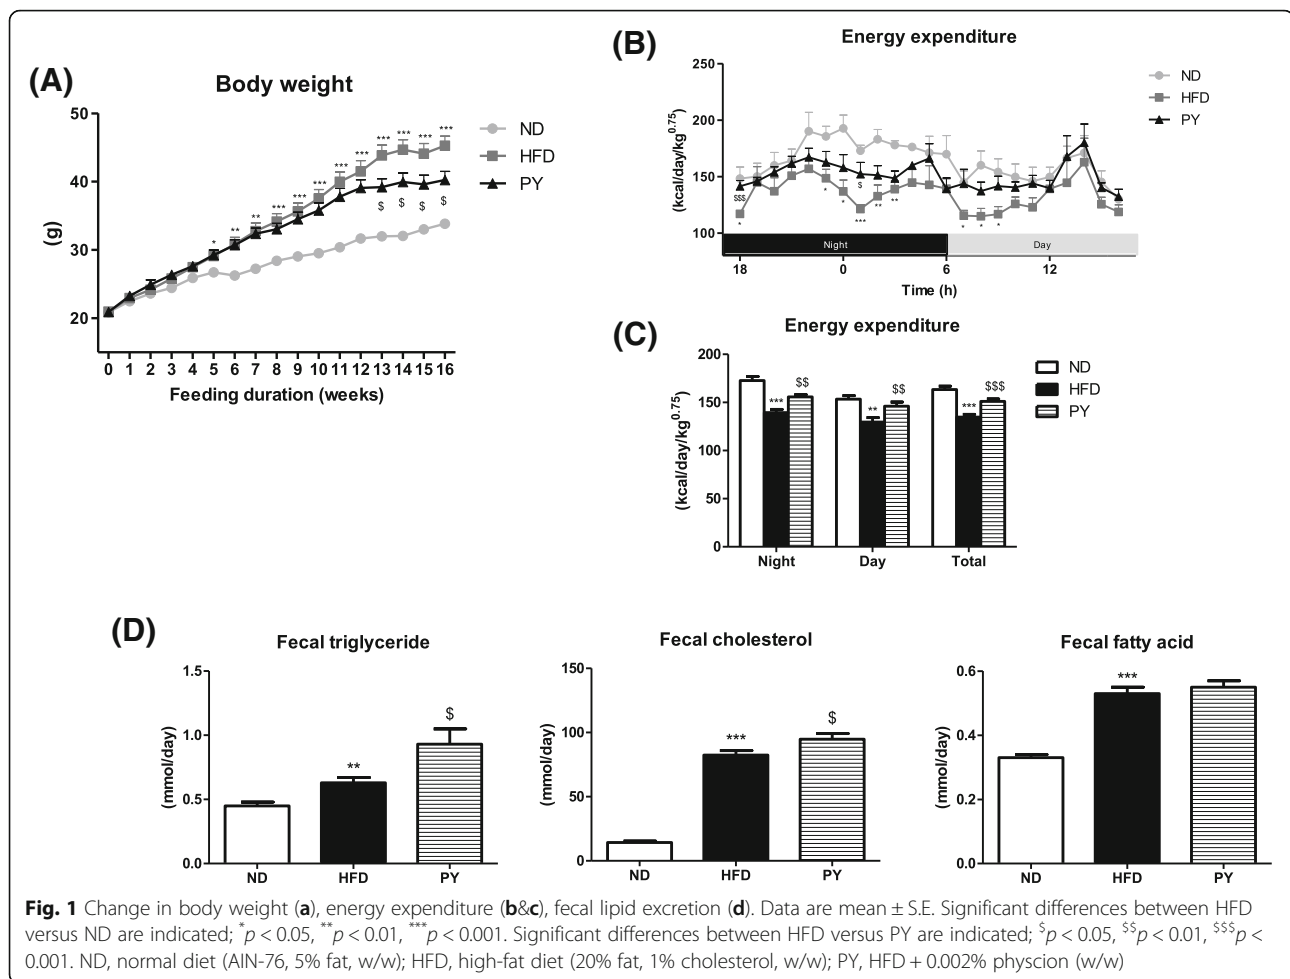 (A)
Body weight
50
40
30
20
(g)
0 1 2 3 4 5 6 7 8 9 10 11 12 13 14 15 16
Feeding duration (weeks)
* ** ** *** *** *** *** *** *** *** *** ***
$ $ $ $
ND
HFD
PY
(B)
Energy expenditure
250
200
150
100
(kcal/day/kg0.75)
$$$ $
* * * *** ** ** * * *
Night Day
18 0 6 12
Time (h)
ND
HFD
PY
(C)
Energy expenditure
200
150
100
50
0
(kcal/day/kg0.75)
*** $$ ** $$ *** $$$
Night Day Total
ND
HFD
PY
(D)
Fecal triglyceride
1.5
1.0
0.5
0.0
(mmol/day)
** $
ND HFD PY
Fecal cholesterol
150
100
50
0
(mmol/day)
*** $
ND HFD PY
Fecal fatty acid
0.6
0.4
0.2
0.0
(mmol/day)
***
ND HFD PY
Fig. 1 Change in body weight (a), energy expenditure (b&c), fecal lipid excretion (d). Data are mean ± S.E. Significant differences between HFD
versus ND are indicated; *p < 0.05, **p < 0.01, ***p < 0.001. Significant differences between HFD versus PY are indicated; $p < 0.05, $$p < 0.01, $$$p <
0.001. ND, normal diet (AIN-76, 5% fat, w/w); HFD, high-fat diet (20% fat, 1% cholesterol, w/w); PY, HFD + 0.002% physcion (w/w)